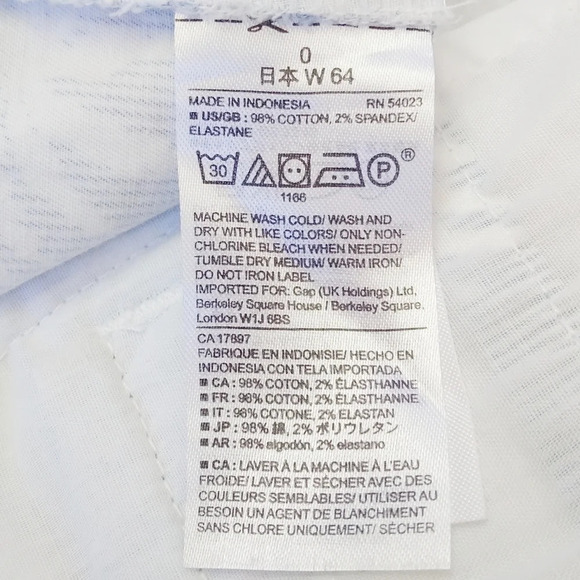 0
日本 W 64
MADE IN INDONESIA RN 54023
US/GB : 98% COTTON, 2% SPANDEX/
ELASTANE
30 P ®
1166
MACHINE WASH COLD/ WASH AND
DRY WITH LIKE COLORS/ ONLY NON-
CHLORINE BLEACH WHEN NEEDED/
TUMBLE DRY MEDIUM/ WARM IRON/
DO NOT IRON LABEL
IMPORTED FOR: Gap (UK Holdings) Ltd,
Berkeley Square House / Berkeley Square,
London W1J 6BS
CA 17897
FABRIQUE EN INDONISIE/ HECHO EN
INDONESIA CON TELA IMPORTADA
CA : 98% COTON, 2% ÉLASTHANNE
FR : 98% COTON, 2% ÉLASTHANNE
IT : 98% COTONE, 2% ELASTAN
JP : 98% 綿, 2% ポリウレタン
AR : 98% algodón, 2% elastano
CA : LAVER À LA MACHINE À L'EAU
FROIDE/ LAVER ET SÉCHER AVEC DES
COULEURS SEMBLABLES/ UTILISER AU
BESOIN UN AGENT DE BLANCHIMENT
SANS CHLORE UNIQUEMENT/ SÉCHER